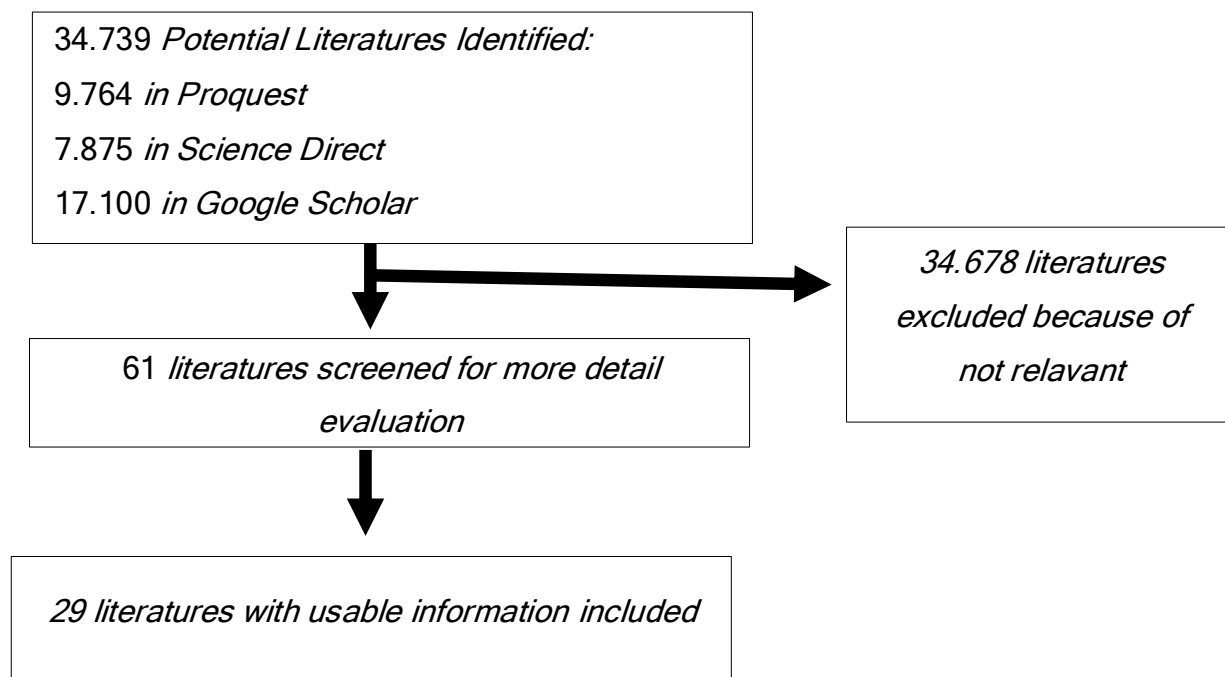 34.739 Potential Literatures Identified:
9.764 in Proquest
7.875 in Science Direct
17.100 in Google Scholar
34.678 literatures
excluded because of
not relavant
61 literatures screened for more detail
evaluation
29 literatures with usable information included